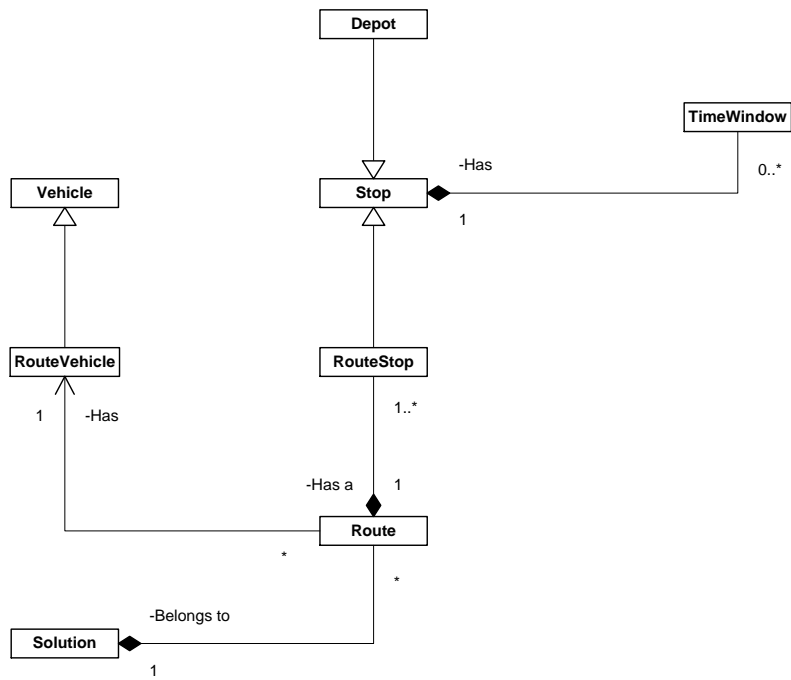 Depot
TimeWindow
-Has
0..*
Vehicle
Stop
1
RouteVehicle
RouteStop
1
-Has
1..*
-Has a
1
Route
*
*
-Belongs to
Solution
1